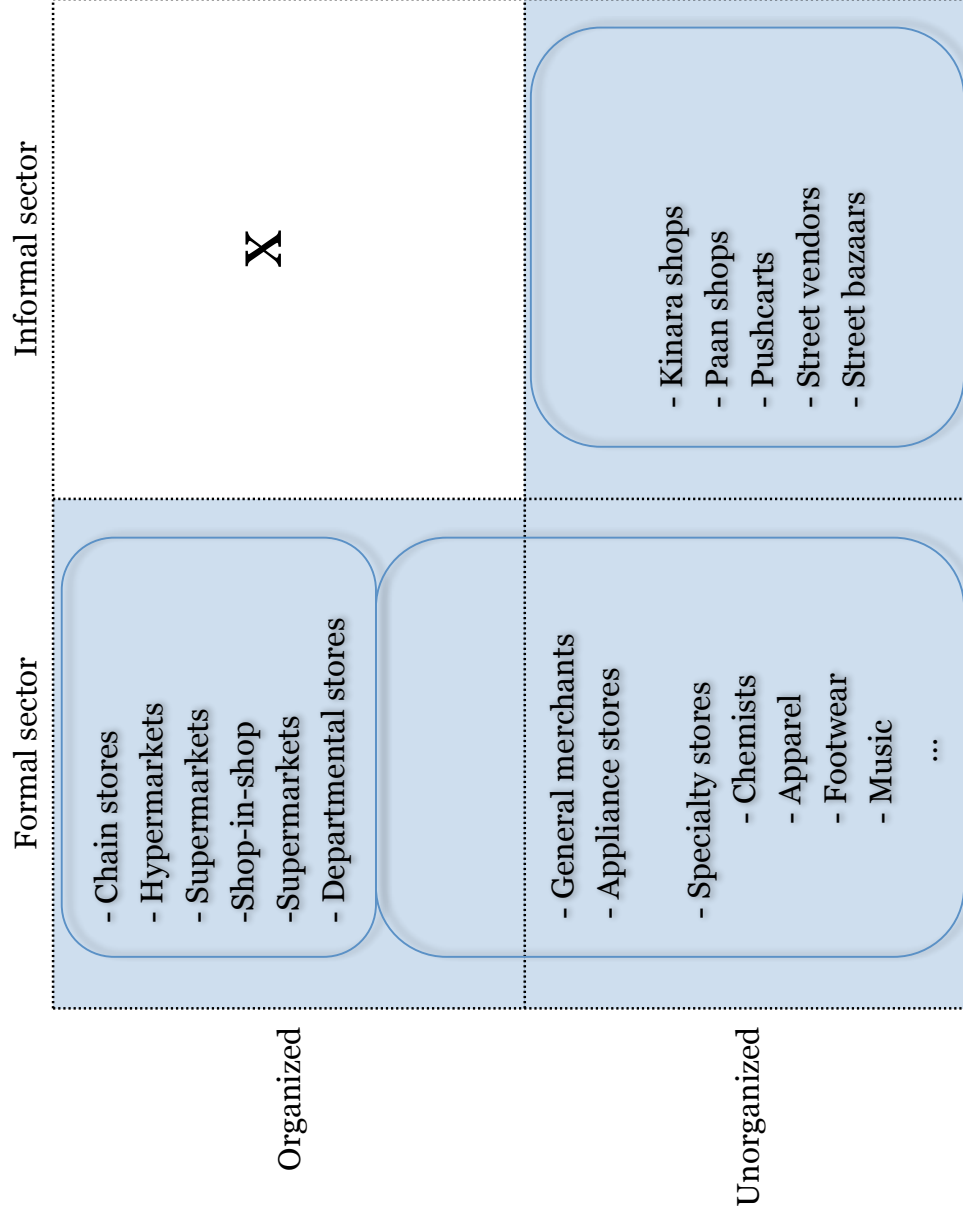 Formal sector
Informal sector
Organized
- Chain stores
- Hypermarkets
- Supermarkets
-Shop-in-shop
-Supermarkets
- Departmental stores
X
Unorganized
- General merchants
- Appliance stores
- Specialty stores
- Chemists
- Apparel
- Footwear
- Music
...
- Kinara shops
- Paan shops
- Pushcarts
- Street vendors
- Street bazaars